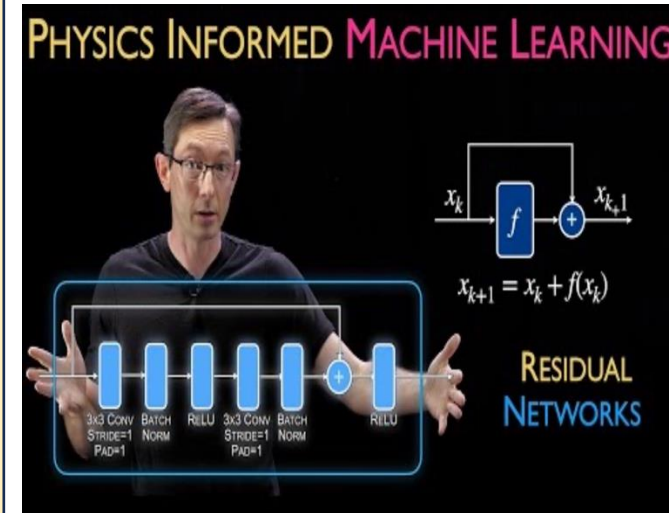 PHYSICS INFORMED MACHINE LEARNING
x_k
f
+
x_{k+1}
x_{k+1} = x_k + f(x_k)
+
3x3 CONV
STRIDE=1
PAD=1
BATCH
NORM
RELU
3x3 CONV
STRIDE=1
PAD=1
BATCH
NORM
RELU
RESIDUAL
NETWORKS